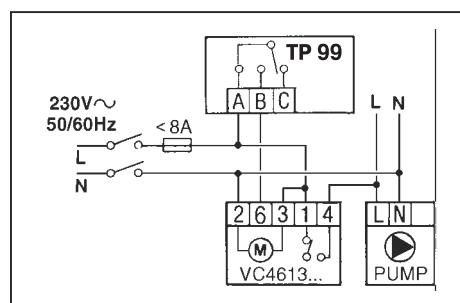 TP 99
A B C
230V~
50/60Hz
<8A
L
N
L N
2 6 3 1 4
L N
M
VC4613...
PUMP